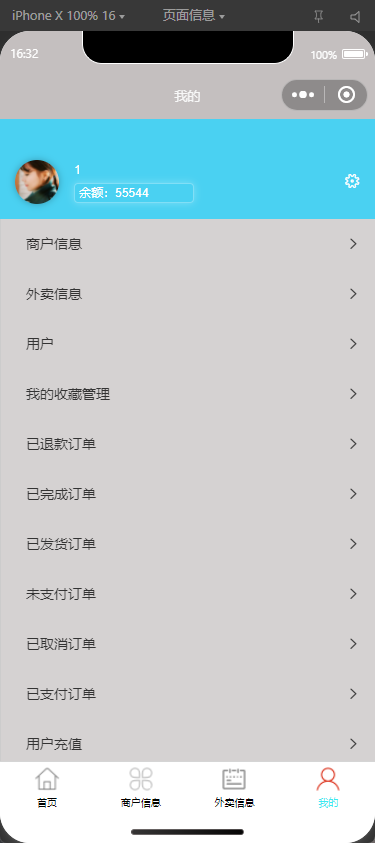 iPhone X 100% 16 页面信息
16:32 100%
我的
1
余额：55544
商户信息
外卖信息
用户
我的收藏管理
已退款订单
已完成订单
已发货订单
未支付订单
已取消订单
已支付订单
用户充值
首页 商户信息 外卖信息 我的